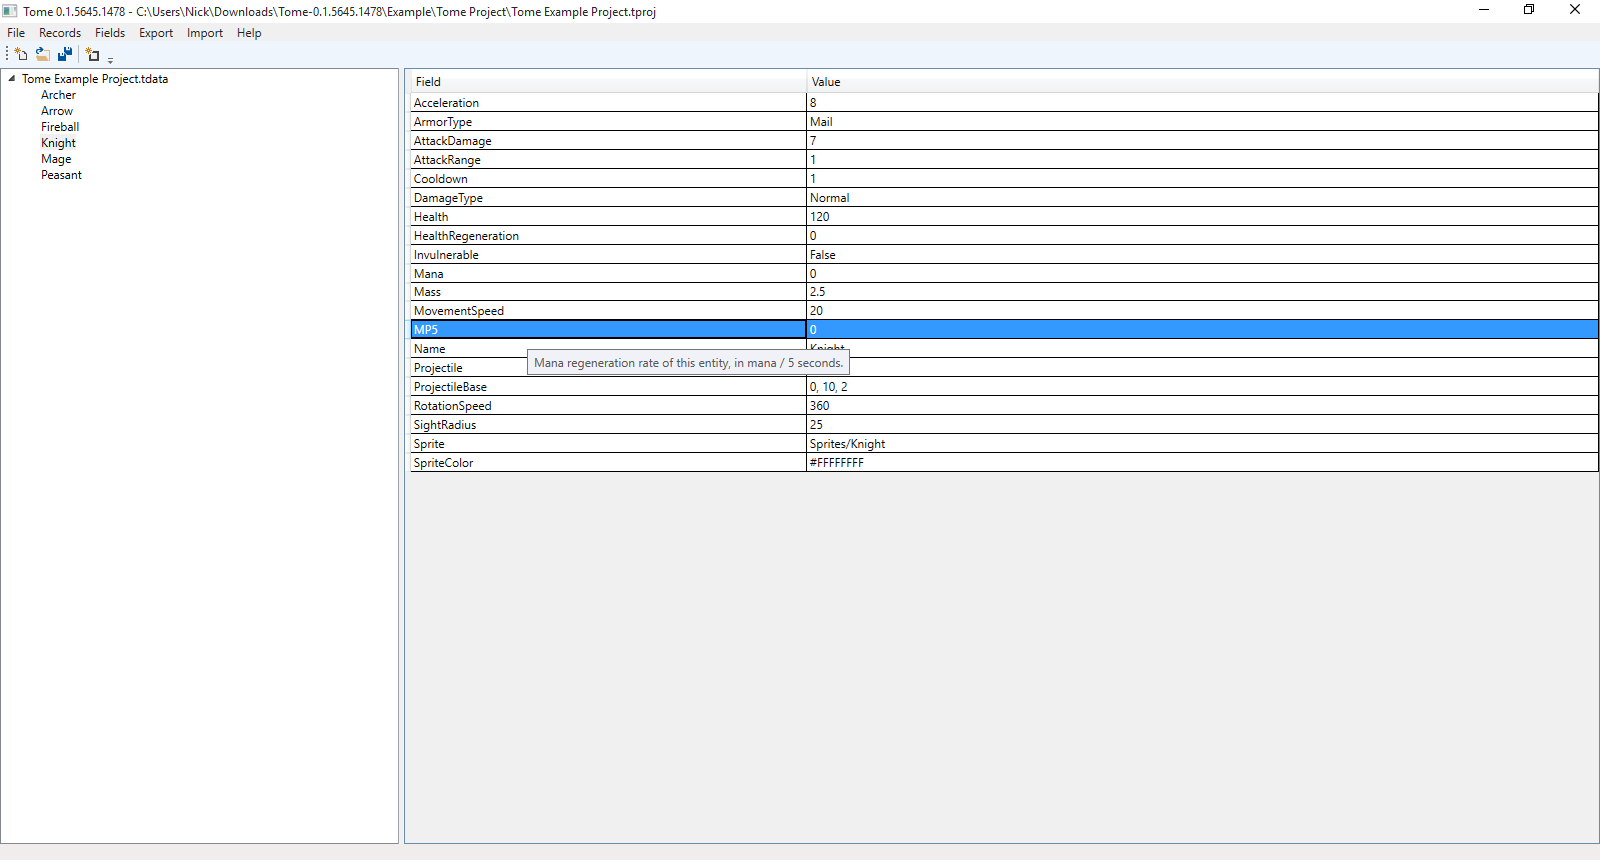 Tome 0.1.5645.1478 - C:\Users\Nick\Downloads\Tome-0.1.5645.1478\Example\Tome Project\Tome Example Project.tproj
File Records Fields Export Import Help
Tome Example Project.tdata
Archer
Arrow
Fireball
Knight
Mage
Peasant
Field Value
Acceleration 8
ArmorType Mail
AttackDamage 7
AttackRange 1
Cooldown 1
DamageType Normal
Health 120
HealthRegeneration 0
Invulnerable False
Mana 0
Mass 2.5
MovementSpeed 20
MP5 0
Name Knight
Mana regeneration rate of this entity, in mana / 5 seconds.
Projectile
ProjectileBase 0, 10, 2
RotationSpeed 360
SightRadius 25
Sprite Sprites/Knight
SpriteColor #FFFFFFFF